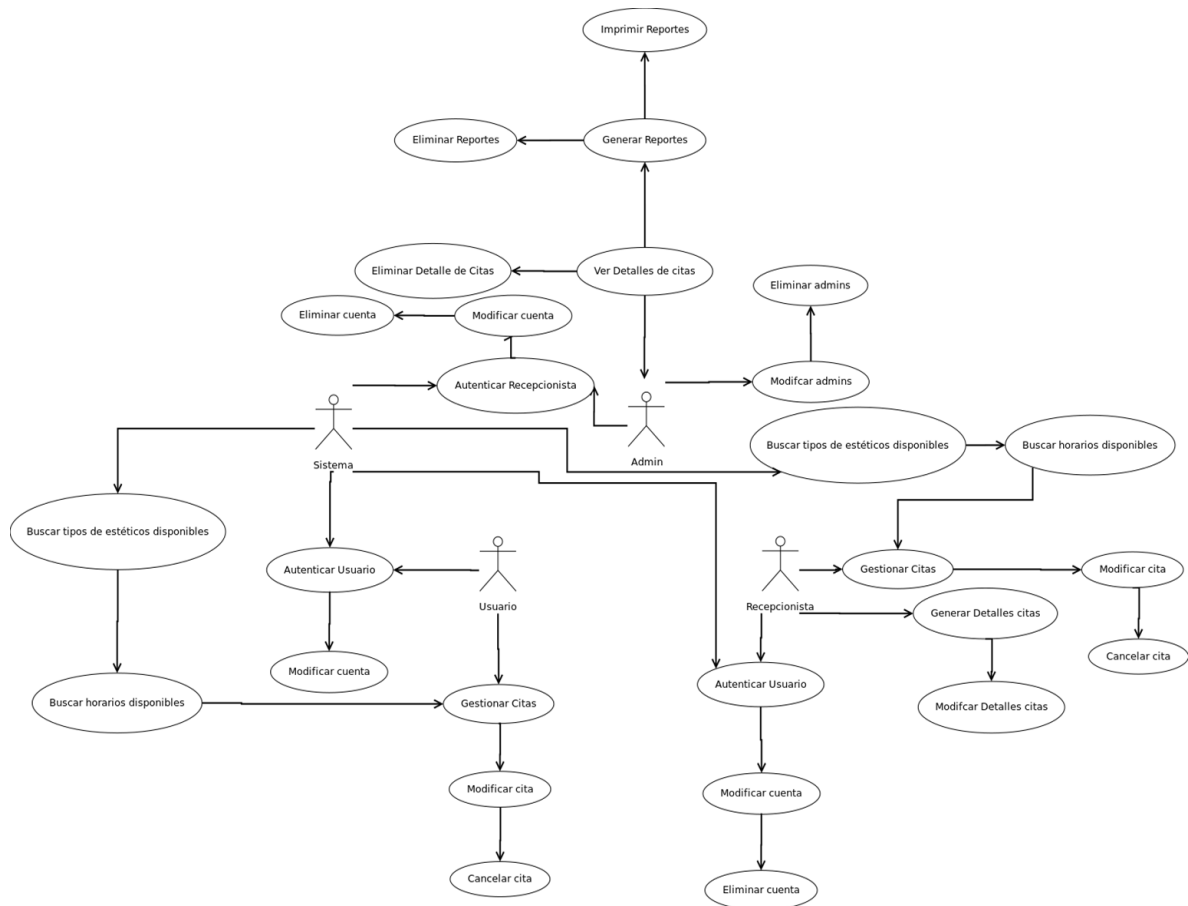 Imprimir Reportes
Eliminar Reportes
Generar Reportes
Eliminar Detalle de Citas
Ver Detalles de citas
Eliminar admins
Eliminar cuenta
Modificar cuenta
Autenticar Recepcionista
Modifcar admins
Sistema
Admin
Buscar tipos de estéticos disponibles
Buscar horarios disponibles
Buscar tipos de estéticos disponibles
Autenticar Usuario
Usuario
Recepcionista
Gestionar Citas
Modificar cita
Generar Detalles citas
Cancelar cita
Modificar cuenta
Autenticar Usuario
Modifcar Detalles citas
Buscar horarios disponibles
Gestionar Citas
Modificar cita
Modificar cuenta
Cancelar cita
Eliminar cuenta